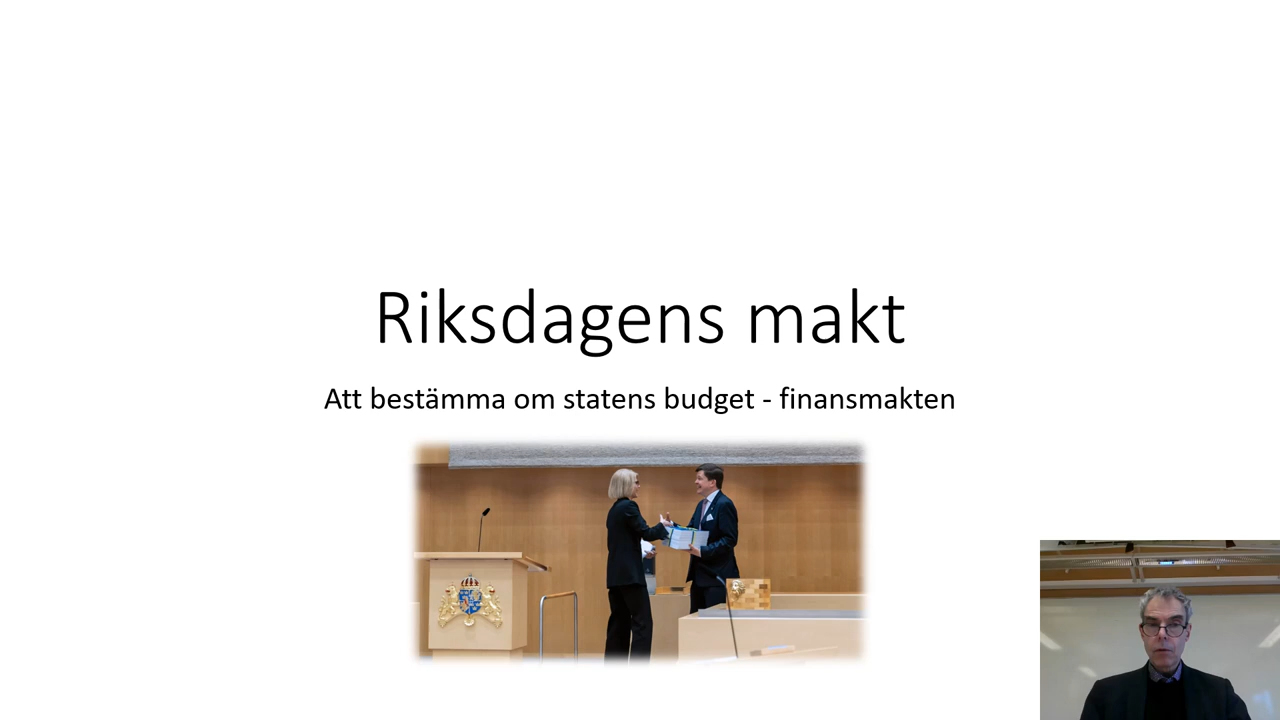 Riksdagens makt
Att bestämma om statens budget - finansmakten